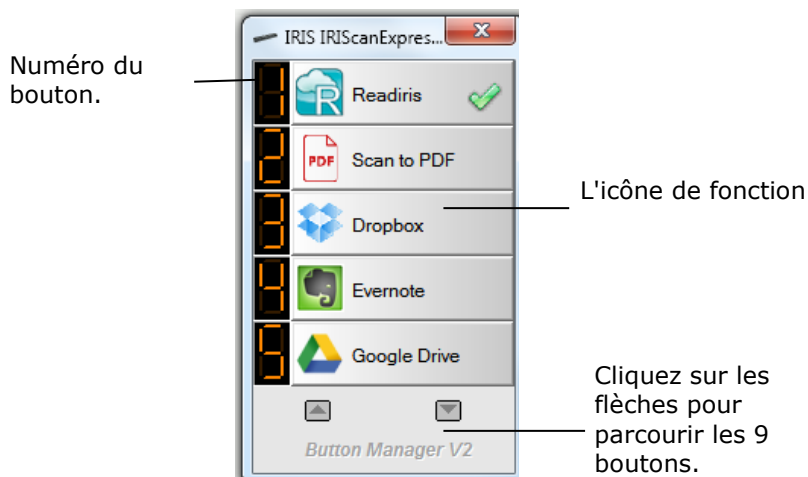 IRIS IRIScanExpres...
Numéro du
bouton.
1 Readiris
2 PDF Scan to PDF
L'icône de fonction
3 Dropbox
4 Evernote
5 Google Drive
Cliquez sur les
flèches pour
parcourir les 9
boutons.
Button Manager V2